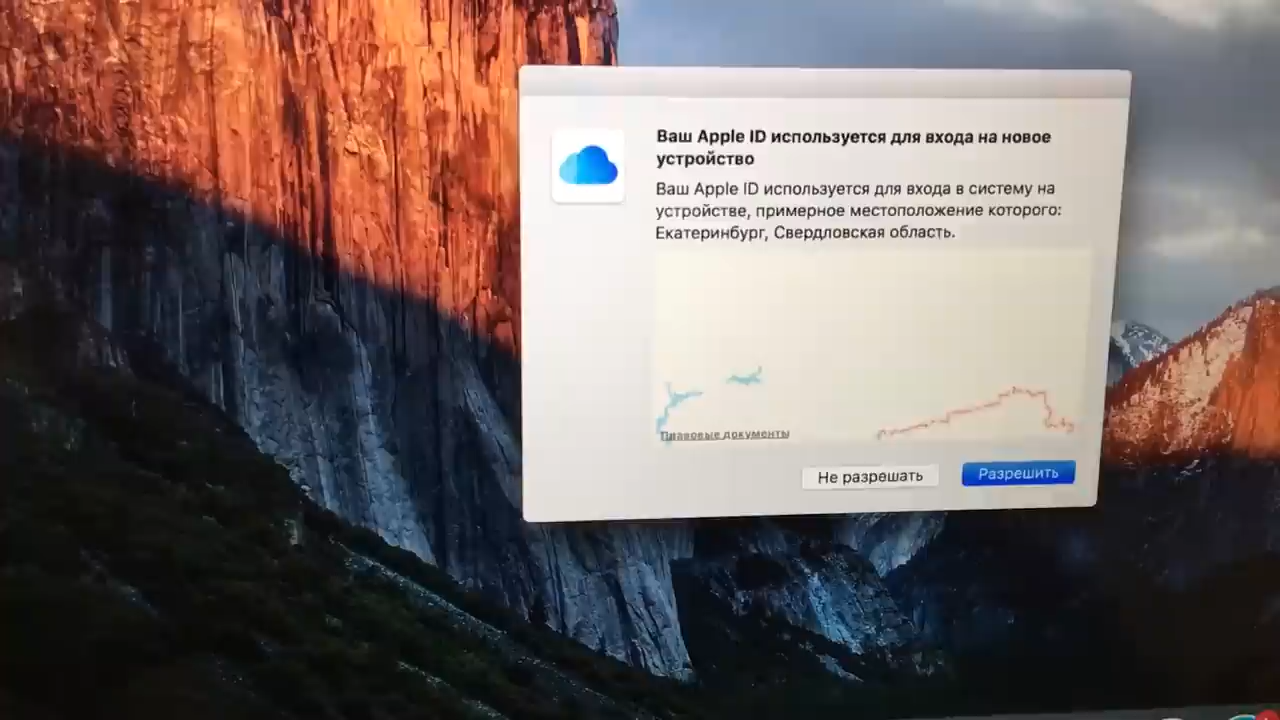 Ваш Apple ID используется для входа на новое
устройство
Ваш Apple ID используется для входа в систему на
устройстве, примерное местоположение которого:
Екатеринбург, Свердловская область.
Правовые документы
Не разрешать
Разрешить